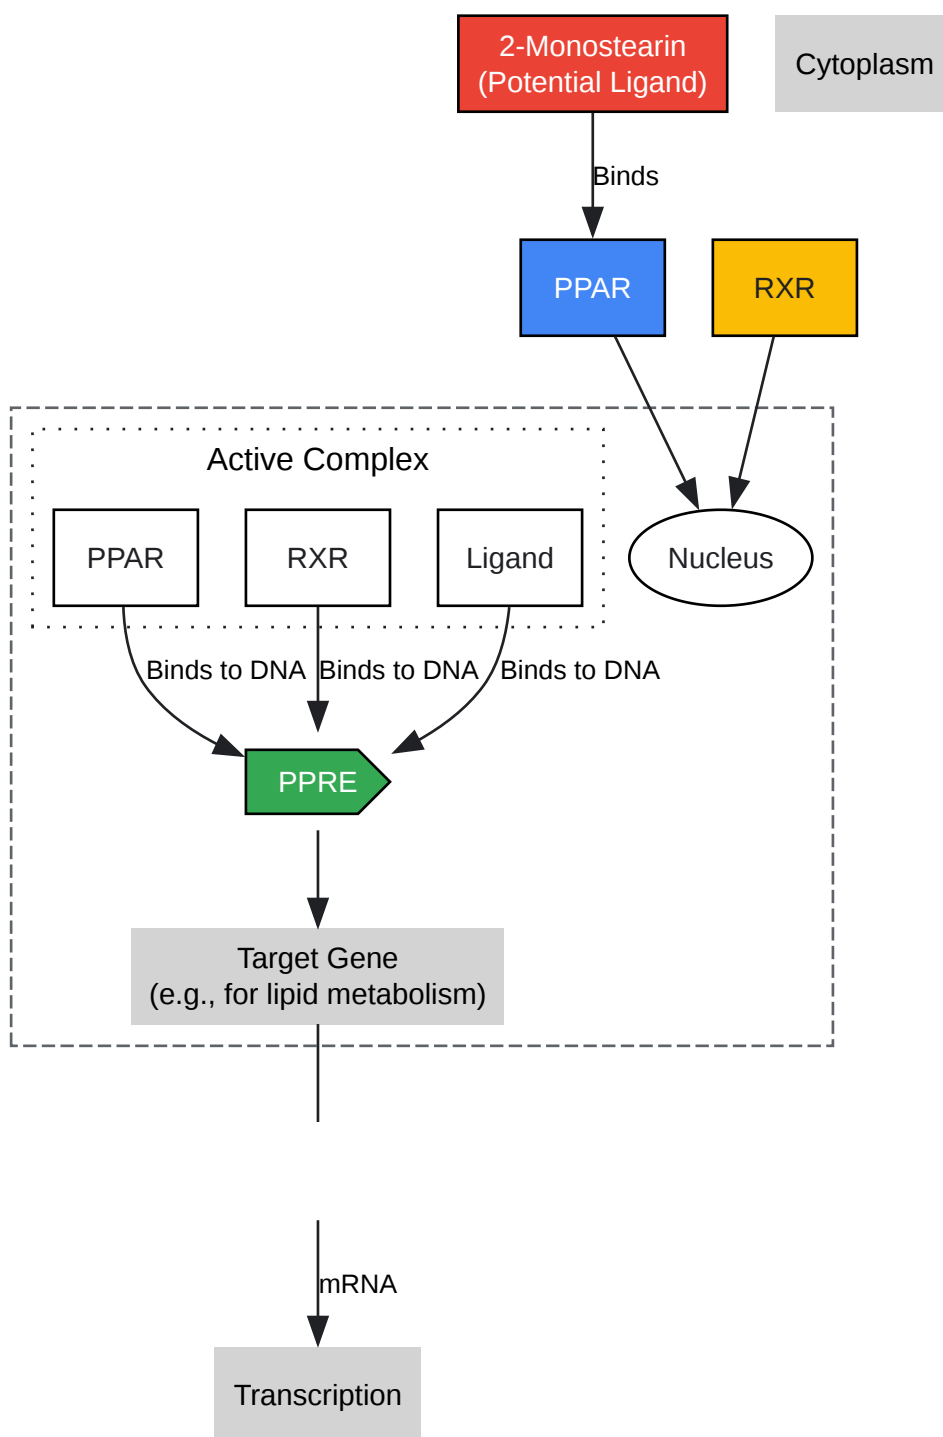 2-Monostearin
(Potential Ligand)
Cytoplasm
Binds
PPAR
RXR
Active Complex
PPAR
RXR
Ligand
Nucleus
Binds to DNA
Binds to DNA
Binds to DNA
PPRE
Target Gene
(e.g., for lipid metabolism)
mRNA
Transcription